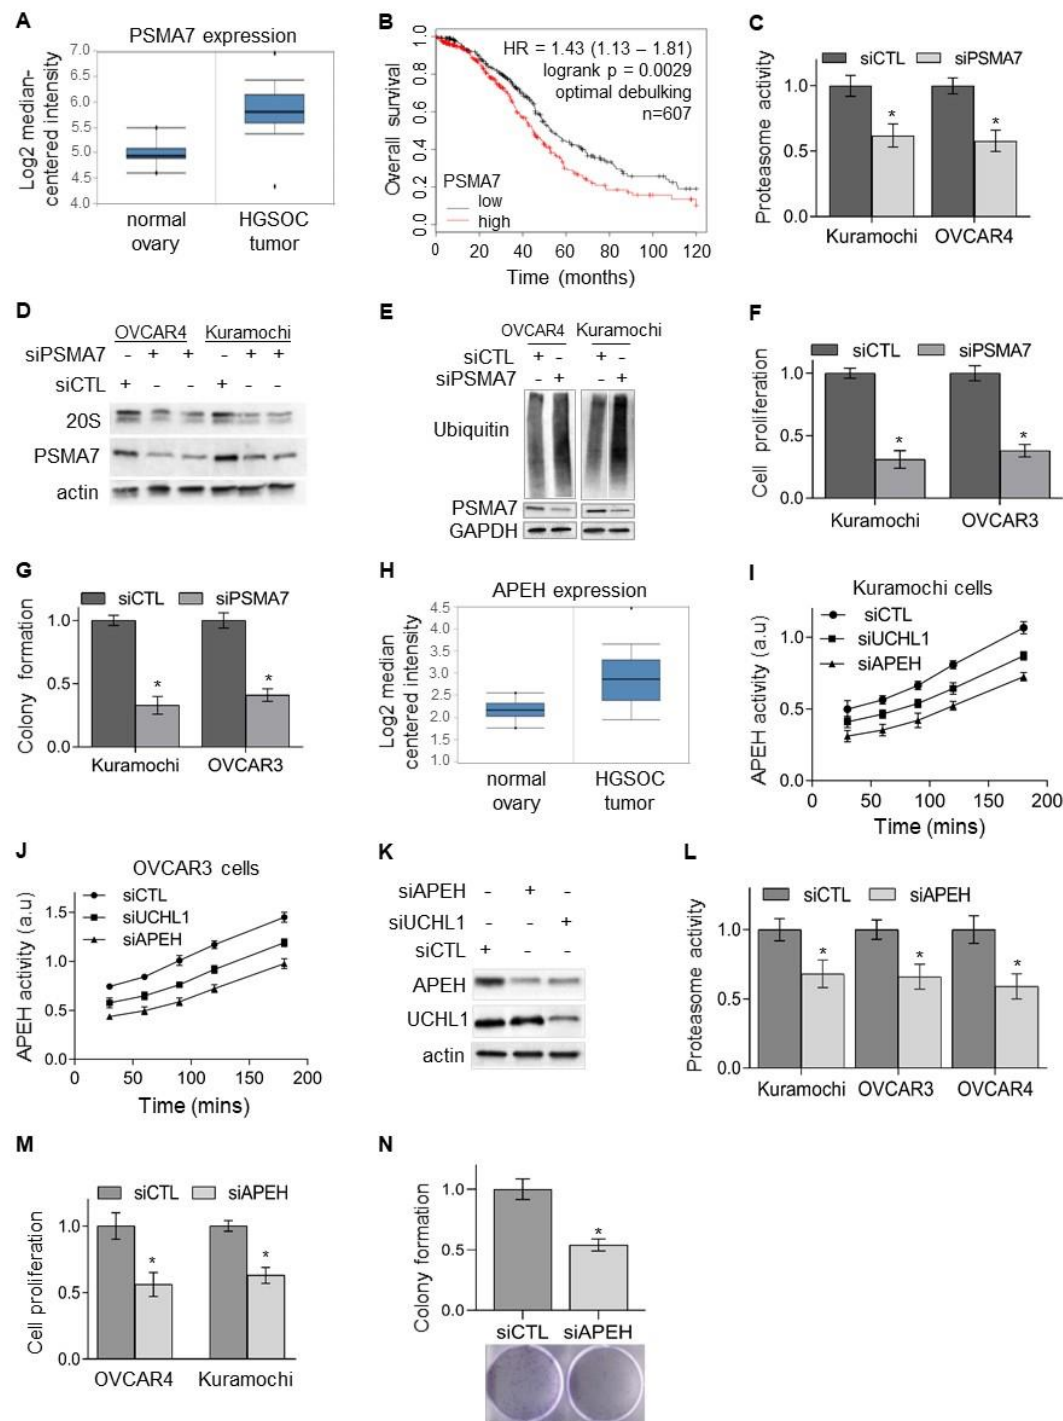 A
PSMA7 expression
Log2 median-
centered intensity
7.0
6.5
6.0
5.5
5.0
4.5
4.0
normal
ovary
HGSOC
tumor
B
Overall survival
1.0
0.8
0.6
0.4
0.2
0.0
HR = 1.43 (1.13 – 1.81)
logrank p = 0.0029
optimal debulking
n=607
PSMA7
low
high
0 20 40 60 80 100 120
Time (months)
C
siCTL siPSMA7
Proteasome activity
1.0
0.5
0.0
* *
Kuramochi OVCAR4
D
OVCAR4 Kuramochi
siPSMA7 - + + - + +
siCTL + - - + - -
20S
PSMA7
actin
E
OVCAR4 Kuramochi
siCTL + - + -
siPSMA7 - + - +
Ubiquitin
PSMA7
GAPDH
F
siCTL siPSMA7
Cell proliferation
1.0
0.5
0.0
* *
Kuramochi OVCAR3
G
siCTL siPSMA7
Colony formation
1.0
0.5
0.0
* *
Kuramochi OVCAR3
H
APEH expression
Log2 median
centered intensity
4.5
3.5
3.0
2.5
2.0
1.5
1.0
normal
ovary
HGSOC
tumor
I
Kuramochi cells
siCTL
siUCHL1
siAPEH
APEH activity (a.u)
1.0
0.5
0.0
0 50 100 150 200
Time (mins)
J
OVCAR3 cells
siCTL
siUCHL1
siAPEH
APEH activity (a.u)
1.5
1.0
0.5
0.0
0 50 100 150 200
Time (mins)
K
siAPEH - + -
siUCHL1 - - +
siCTL + - -
APEH
UCHL1
actin
L
siCTL siAPEH
Proteasome activity
1.0
0.5
0.0
* * *
Kuramochi OVCAR3 OVCAR4
M
siCTL siAPEH
Cell proliferation
1.0
0.5
0.0
* *
OVCAR4 Kuramochi
N
Colony formation
1.0
0.5
0.0
*
siCTL siAPEH